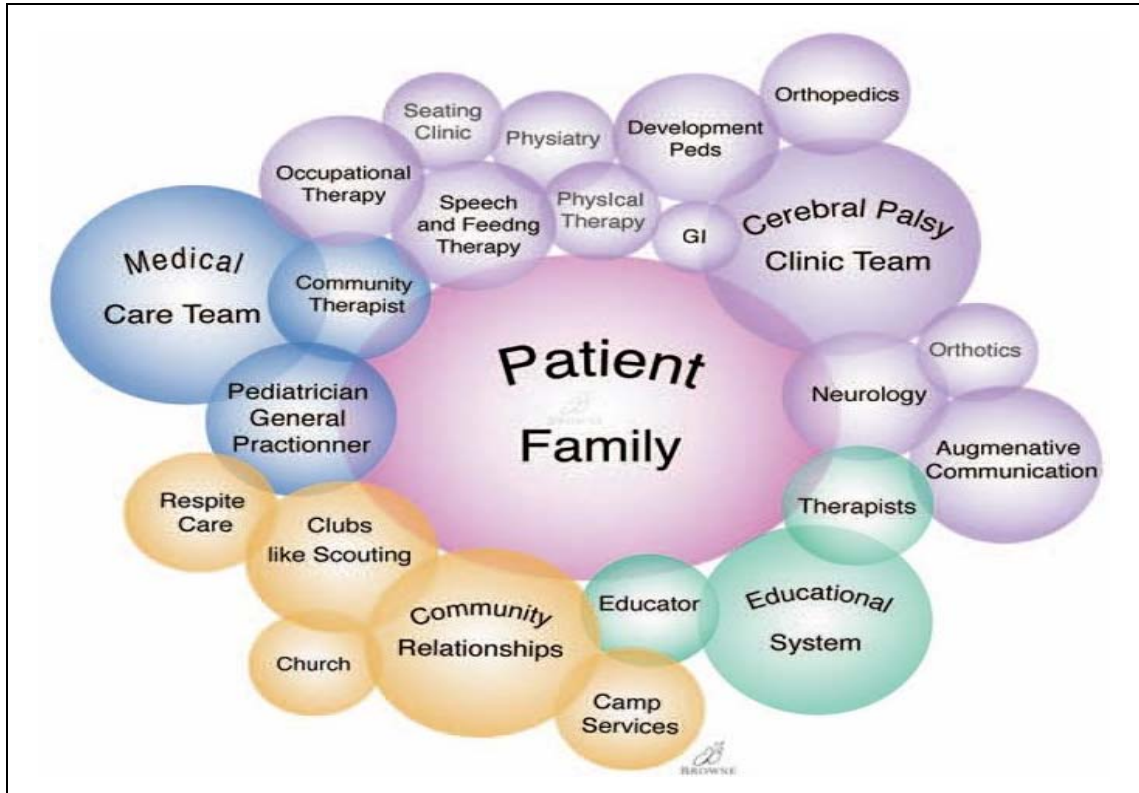 Orthopedics
Seating
Clinic
Physiatry
Development
Peds
Occupational
Therapy
Speech
and Feedng
Therapy
PhysIcal
Therapy
GI
Cerebral Palsy
Clinic Team
Medical
Care Team
Community
Therapist
Patient
Family
Orthotics
Neurology
Pediatrician
General
Practionner
Augmenative
Communication
Respite
Care
Clubs
like Scouting
Therapists
Community
Relationships
Educator
Educational
System
Church
Camp
Services
BROWNE